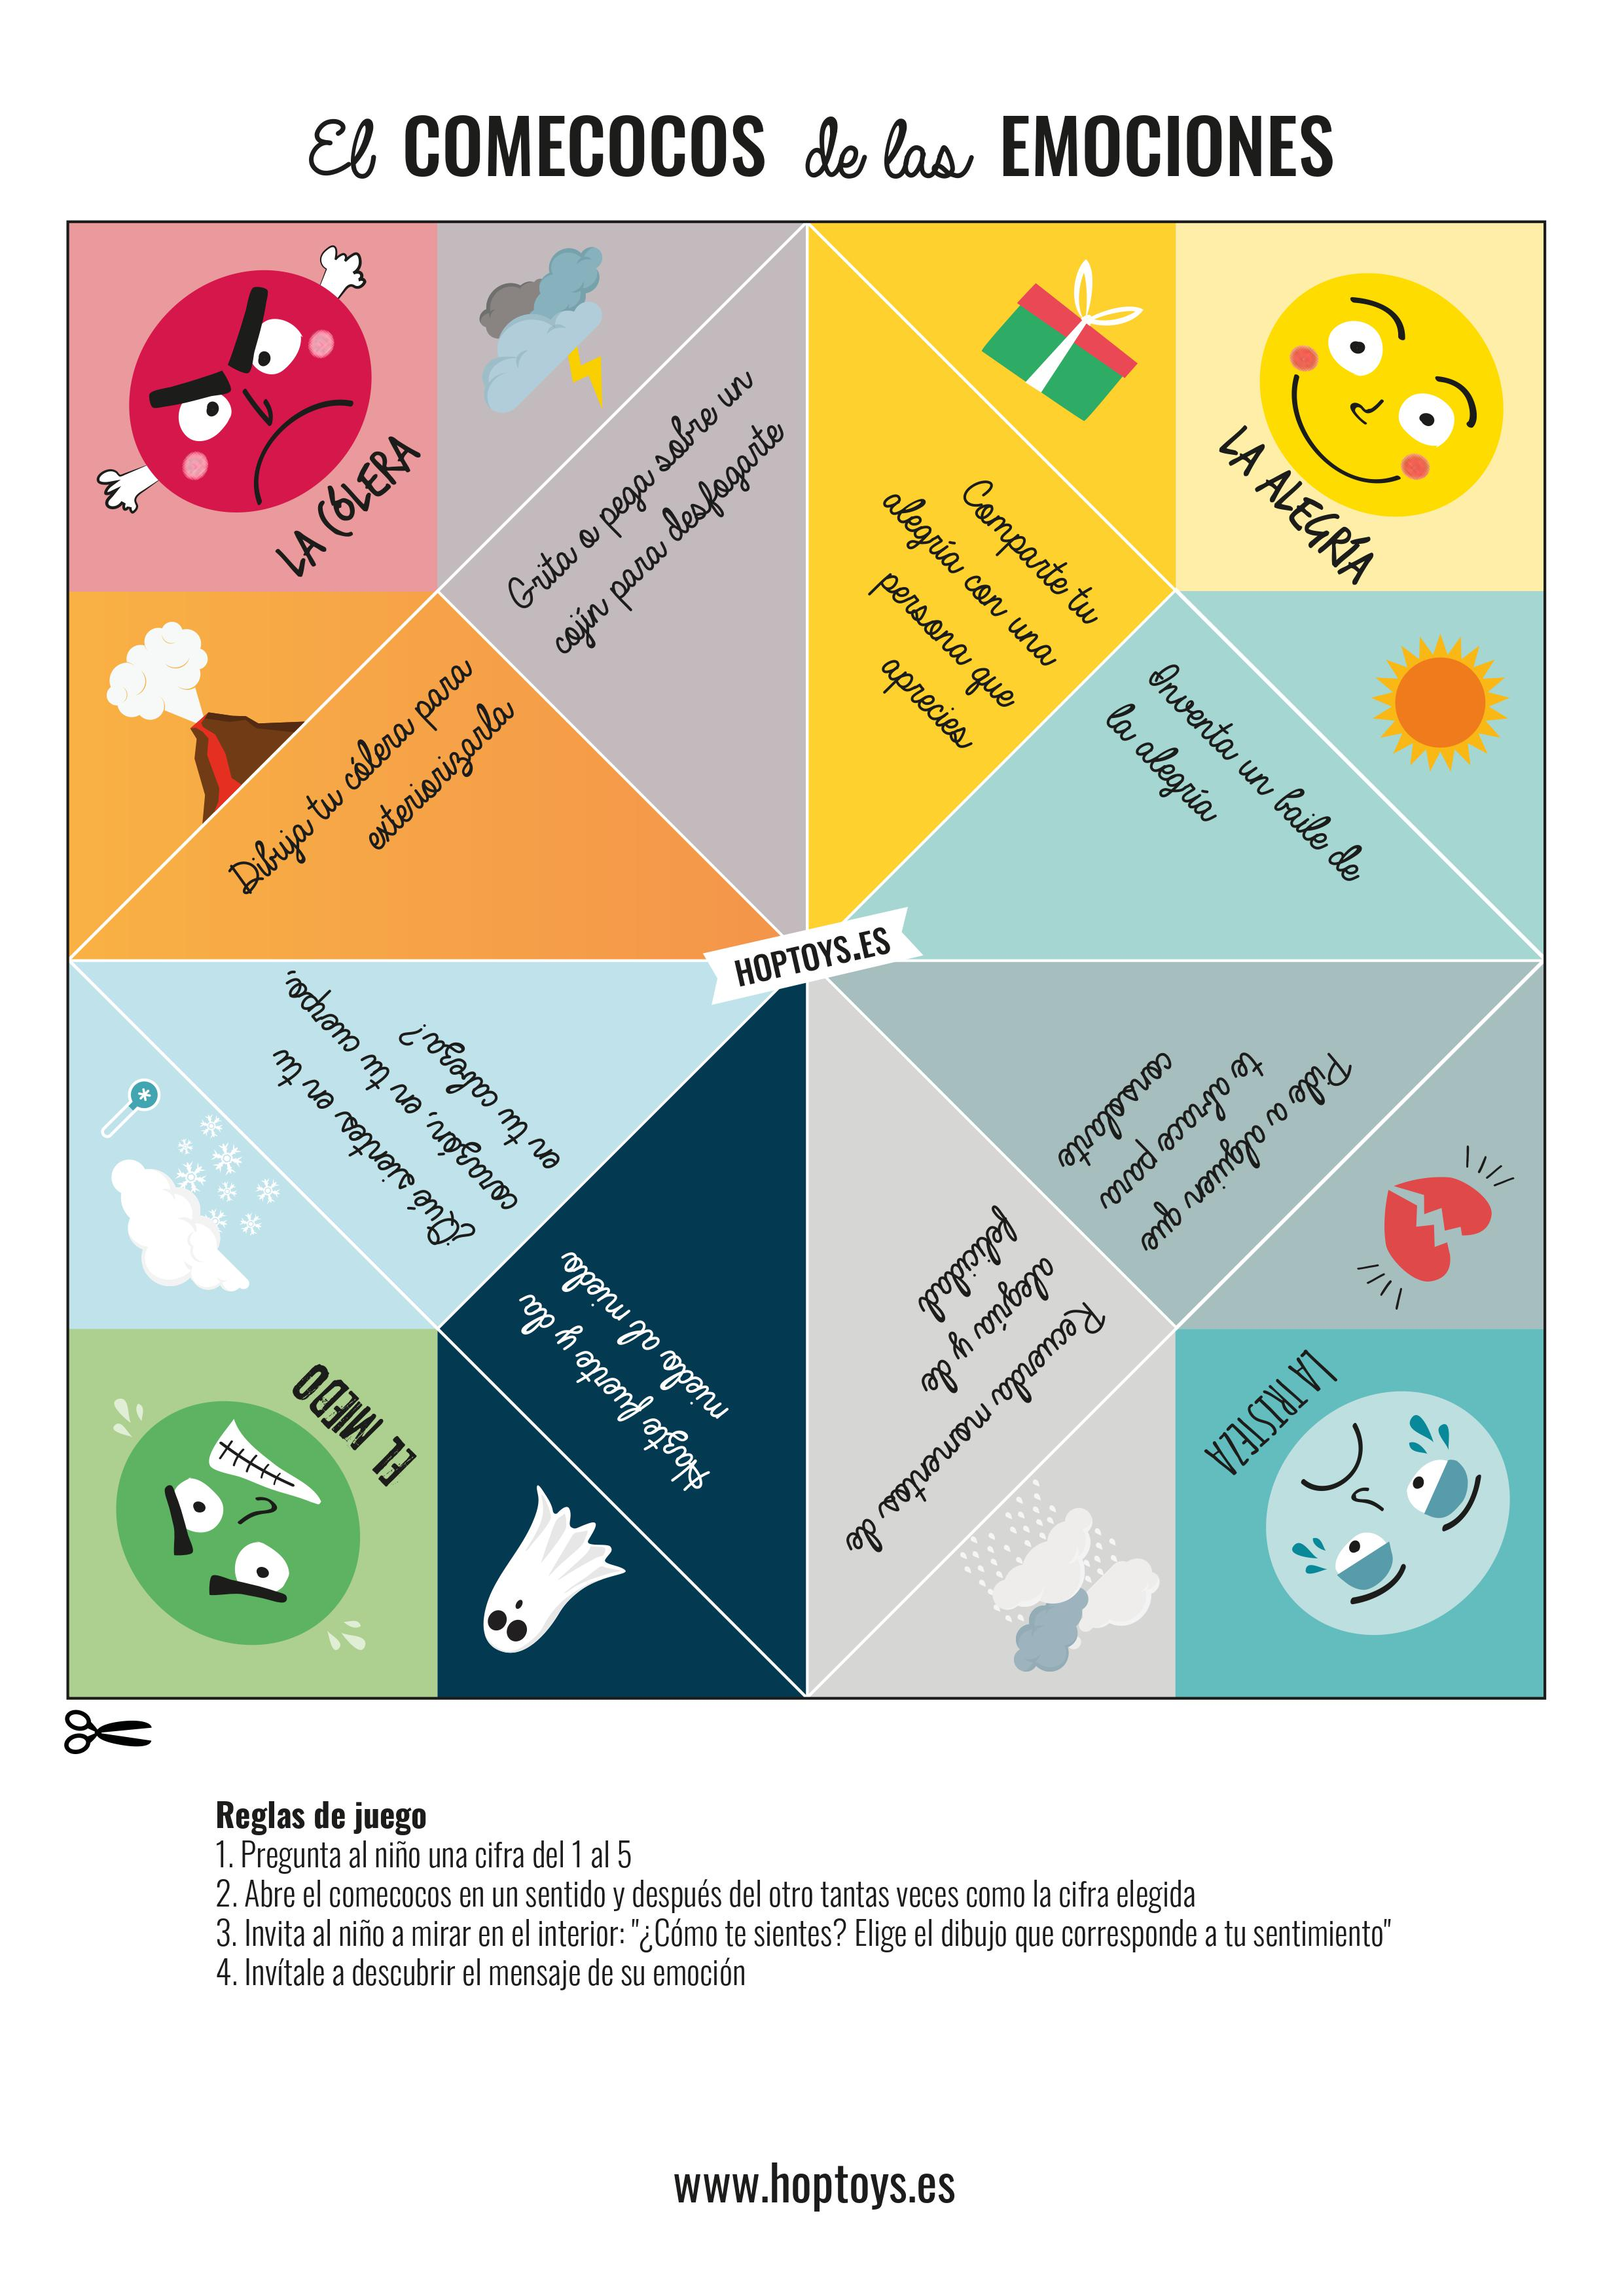 El COMECOCOS de las EMOCIONES
LA CÓLERA
Grita o pega sobre un
cojín para desfogarte
Dibuja tu cólera para
exteriorizarla
Comparte tu
alegría con una
persona que
aprecies
LA ALEGRÍA
Inventa un baile de
la alegría
HOPTOYS.ES
¿Qué sientes en tu
corazón, en tu cuerpo,
en tu cabeza?
Hazte fuerte y da
miedo al miedo
EL MIEDO
Pide a alguien que
te abrace para
consolarte
Recuerda momentos de
alegría y de
felicidad
LA TRISTEZA
Reglas de juego
1. Pregunta al niño una cifra del 1 al 5
2. Abre el comecocos en un sentido y después del otro tantas veces como la cifra elegida
3. Invita al niño a mirar en el interior: "¿Cómo te sientes? Elige el dibujo que corresponde a tu sentimiento"
4. Invítale a descubrir el mensaje de su emoción
www.hoptoys.es